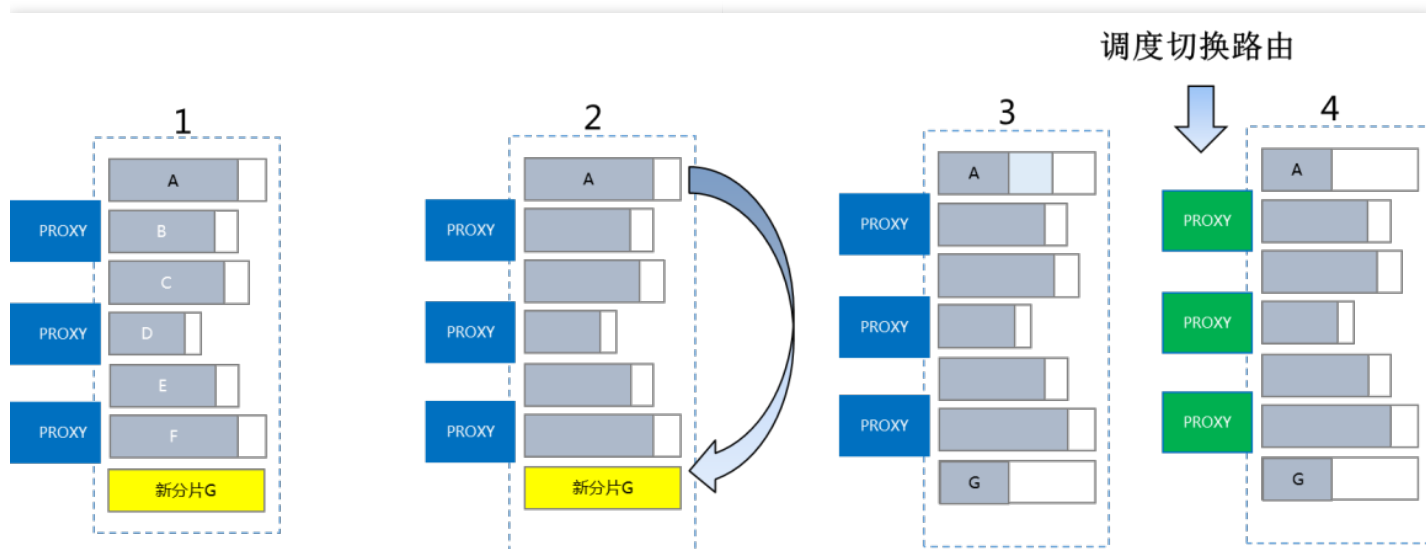 调度切换路由
1
A
PROXY
B
C
PROXY
D
E
PROXY
F
新分片G
2
A
PROXY
PROXY
PROXY
新分片G
3
A
PROXY
PROXY
PROXY
G
4
A
PROXY
PROXY
PROXY
G